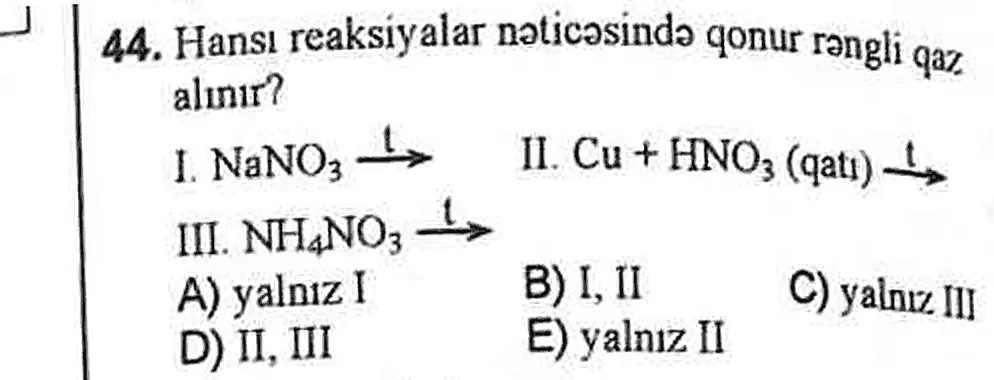 44. Hansı reaksiyalar nəticəsində qonur rəngli qaz
alınır?
I. NaNO₃ —t→ II. Cu + HNO₃ (qatı) —t→
III. NH₄NO₃ —t→
A) yalnız I B) I, II C) yalnız III
D) II, III E) yalnız II